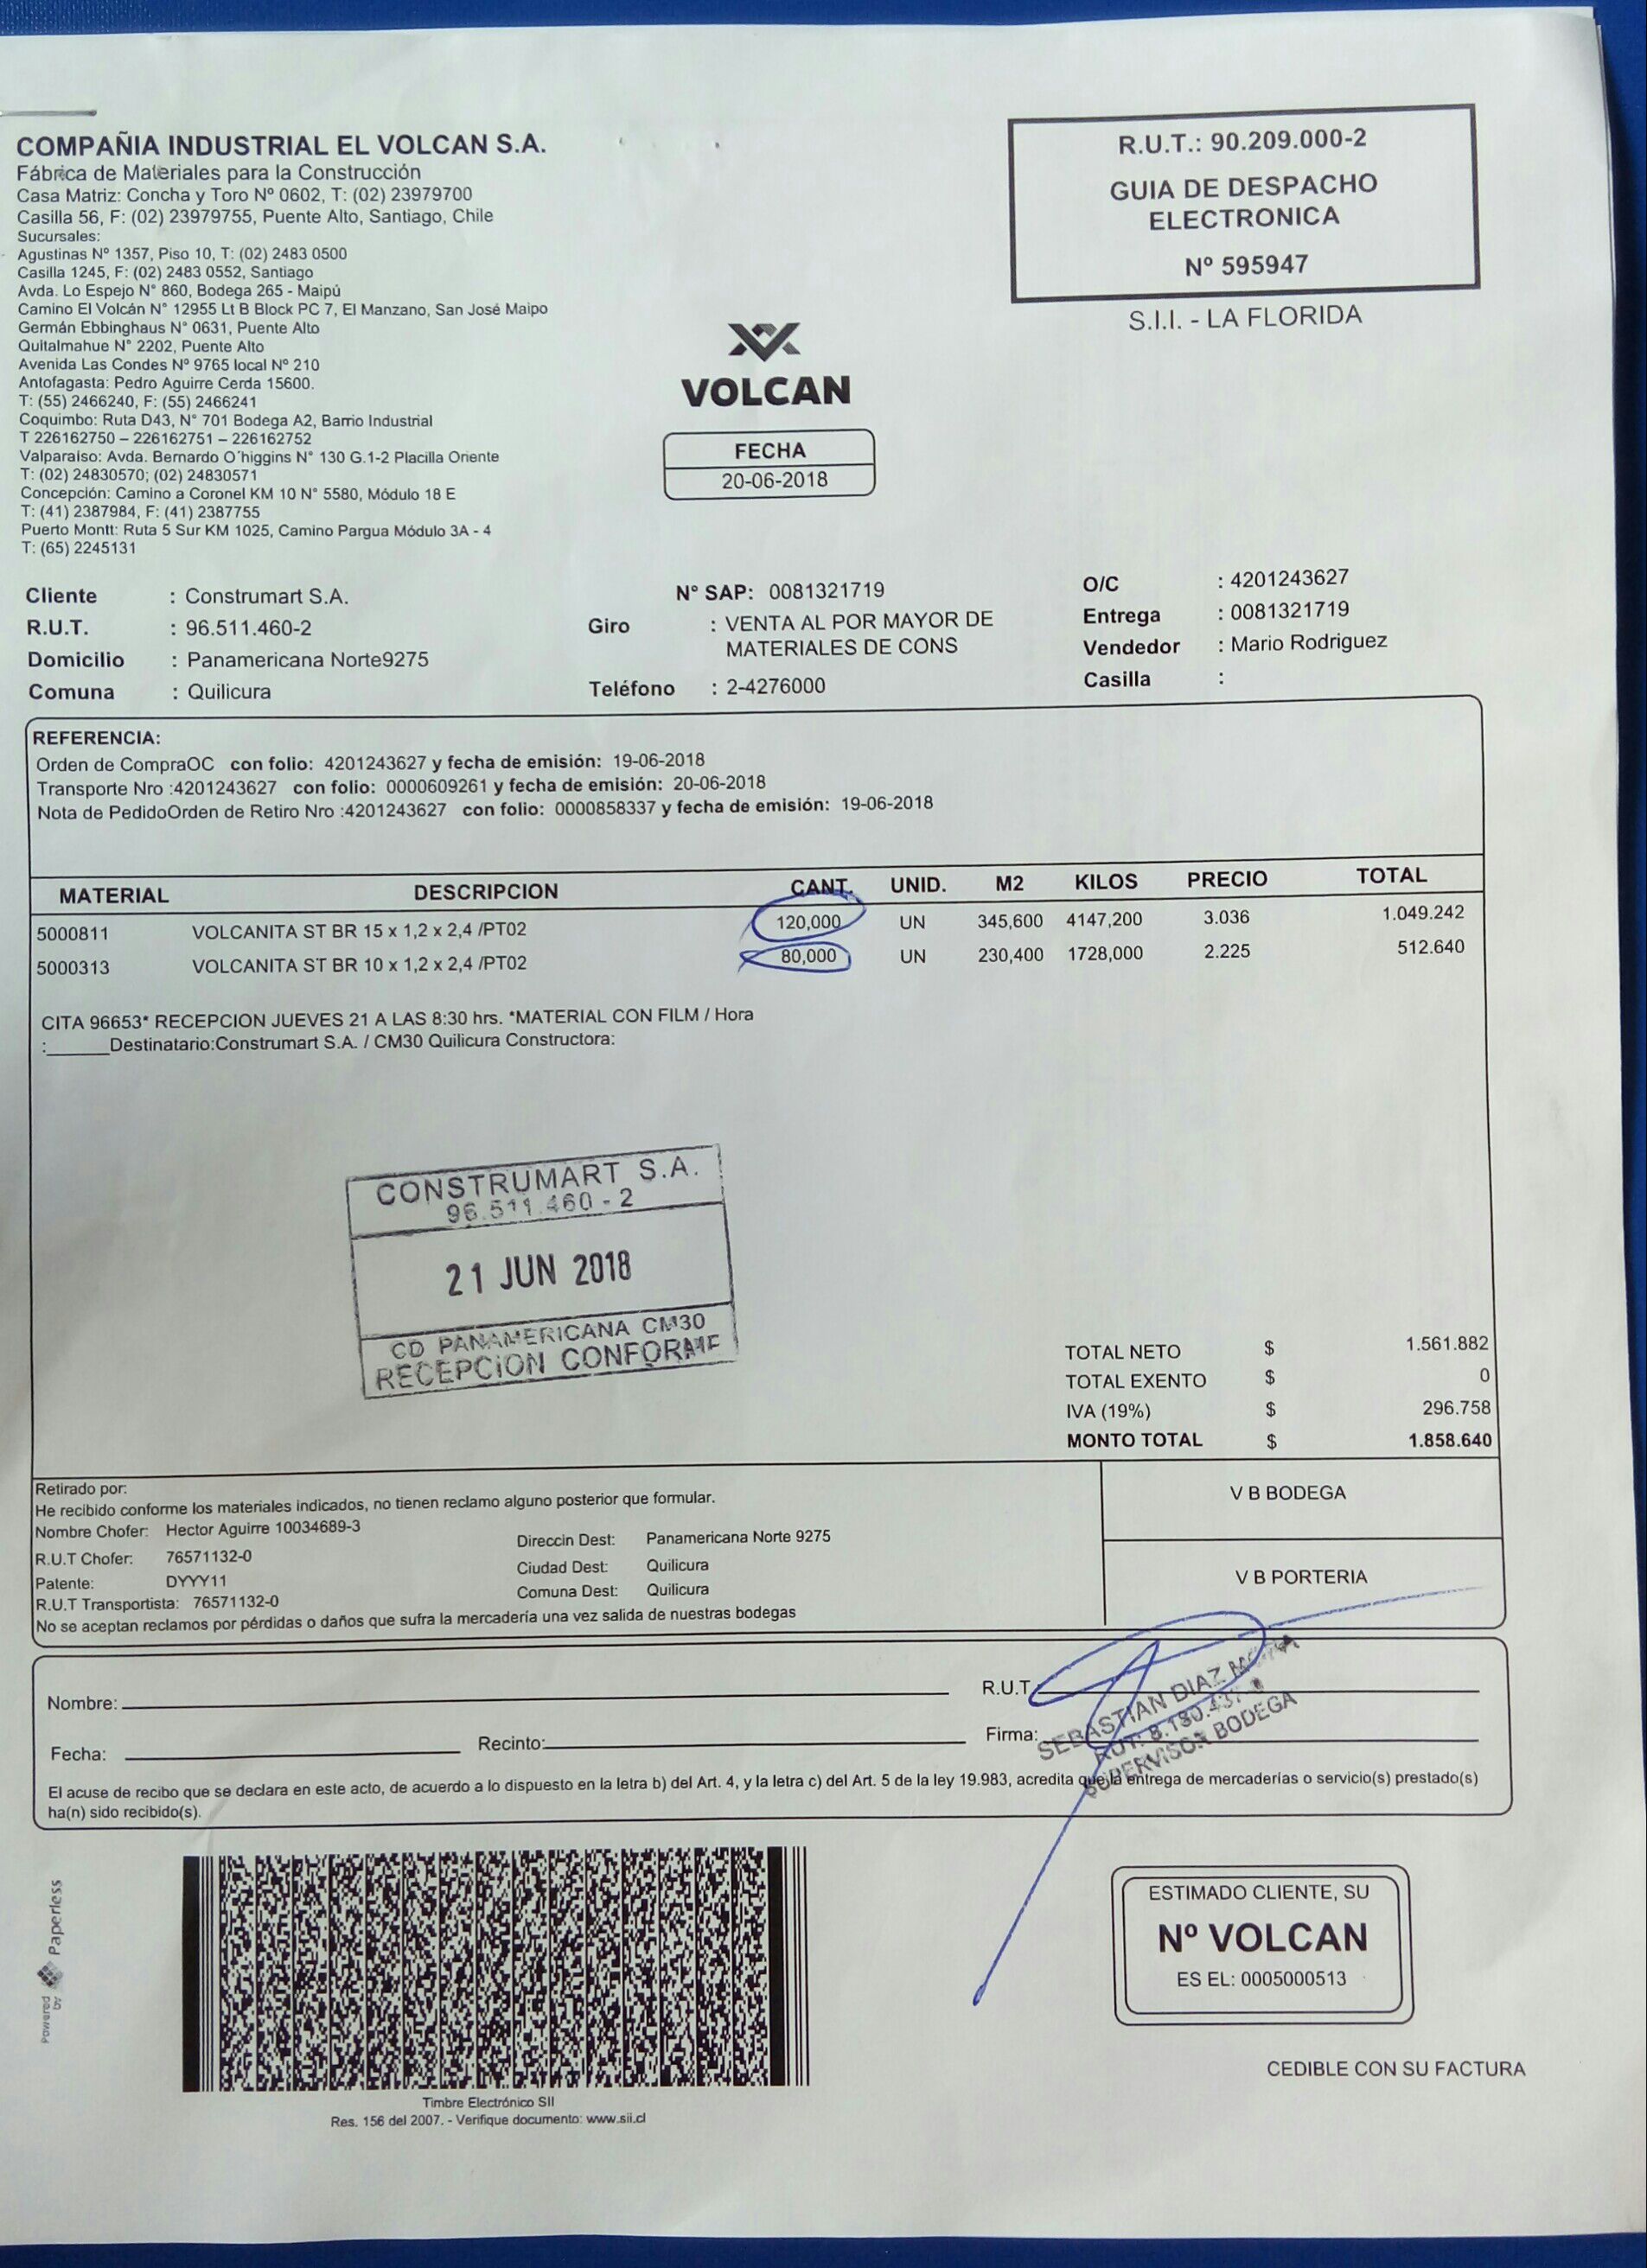 COMPAÑIA INDUSTRIAL EL VOLCAN S.A.
Fábrica de Materiales para la Construcción
Casa Matriz: Concha y Toro Nº 0602, T: (02) 23979700
Casilla 56, F: (02) 23979755, Puente Alto, Santiago, Chile
Sucursales:
Agustinas Nº 1357, Piso 10, T: (02) 2483 0500
Casilla 1245, F: (02) 2483 0552, Santiago
Avda. Lo Espejo N° 860, Bodega 265 - Maipú
Camino El Volcán N° 12955 Lt B Block PC 7, El Manzano, San José Maipo
Germán Ebbinghaus N° 0631, Puente Alto
Quitalmahue N° 2202, Puente Alto
Avenida Las Condes Nº 9765 local Nº 210
Antofagasta: Pedro Aguirre Cerda 15600.
T: (55) 2466240, F: (55) 2466241
Coquimbo: Ruta D43, N° 701 Bodega A2, Barrio Industrial
T 226162750 – 226162751 – 226162752
Valparaíso: Avda. Bernardo O´higgins N° 130 G.1-2 Placilla Oriente
T: (02) 24830570; (02) 24830571
Concepción: Camino a Coronel KM 10 N° 5580, Módulo 18 E
T: (41) 2387984, F: (41) 2387755
Puerto Montt: Ruta 5 Sur KM 1025, Camino Pargua Módulo 3A - 4
T: (65) 2245131
R.U.T.: 90.209.000-2
GUIA DE DESPACHO
ELECTRONICA
Nº 595947
S.I.I. - LA FLORIDA
VOLCAN
FECHA
20-06-2018
Cliente : Construmart S.A.
R.U.T. : 96.511.460-2
Domicilio : Panamericana Norte9275
Comuna : Quilicura
N° SAP: 0081321719
Giro : VENTA AL POR MAYOR DE
MATERIALES DE CONS
Teléfono : 2-4276000
O/C : 4201243627
Entrega : 0081321719
Vendedor : Mario Rodriguez
Casilla :
REFERENCIA:
Orden de CompraOC con folio: 4201243627 y fecha de emisión: 19-06-2018
Transporte Nro :4201243627 con folio: 0000609261 y fecha de emisión: 20-06-2018
Nota de PedidoOrden de Retiro Nro :4201243627 con folio: 0000858337 y fecha de emisión: 19-06-2018
MATERIAL DESCRIPCION CANT. UNID. M2 KILOS PRECIO TOTAL
5000811 VOLCANITA ST BR 15 x 1,2 x 2,4 /PT02 120,000 UN 345,600 4147,200 3.036 1.049.242
5000313 VOLCANITA ST BR 10 x 1,2 x 2,4 /PT02 80,000 UN 230,400 1728,000 2.225 512.640
CITA 96653* RECEPCION JUEVES 21 A LAS 8:30 hrs. *MATERIAL CON FILM / Hora
:______Destinatario:Construmart S.A. / CM30 Quilicura Constructora:
CONSTRUMART S.A.
96.511.460-2
21 JUN 2018
CD PANAMERICANA CM30
RECEPCION CONFORME
TOTAL NETO $ 1.561.882
TOTAL EXENTO $ 0
IVA (19%) $ 296.758
MONTO TOTAL $ 1.858.640
Retirado por:
He recibido conforme los materiales indicados, no tienen reclamo alguno posterior que formular.
Nombre Chofer: Hector Aguirre 10034689-3
R.U.T Chofer: 76571132-0
Patente: DYYY11
R.U.T Transportista: 76571132-0
No se aceptan reclamos por pérdidas o daños que sufra la mercadería una vez salida de nuestras bodegas
Direccin Dest: Panamericana Norte 9275
Ciudad Dest: Quilicura
Comuna Dest: Quilicura
V B BODEGA
V B PORTERIA
Nombre:
R.U.T
Fecha:
Recinto:
Firma:
SEBASTIAN DIAZ
RUT: 8.180.
SUPERVISOR BODEGA
El acuse de recibo que se declara en este acto, de acuerdo a lo dispuesto en la letra b) del Art. 4, y la letra c) del Art. 5 de la ley 19.983, acredita que la entrega de mercaderías o servicio(s) prestado(s)
ha(n) sido recibido(s).
Powered by Paperless
Timbre Electrónico SII
Res. 156 del 2007. - Verifique documento: www.sii.cl
ESTIMADO CLIENTE, SU
Nº VOLCAN
ES EL: 0005000513
CEDIBLE CON SU FACTURA